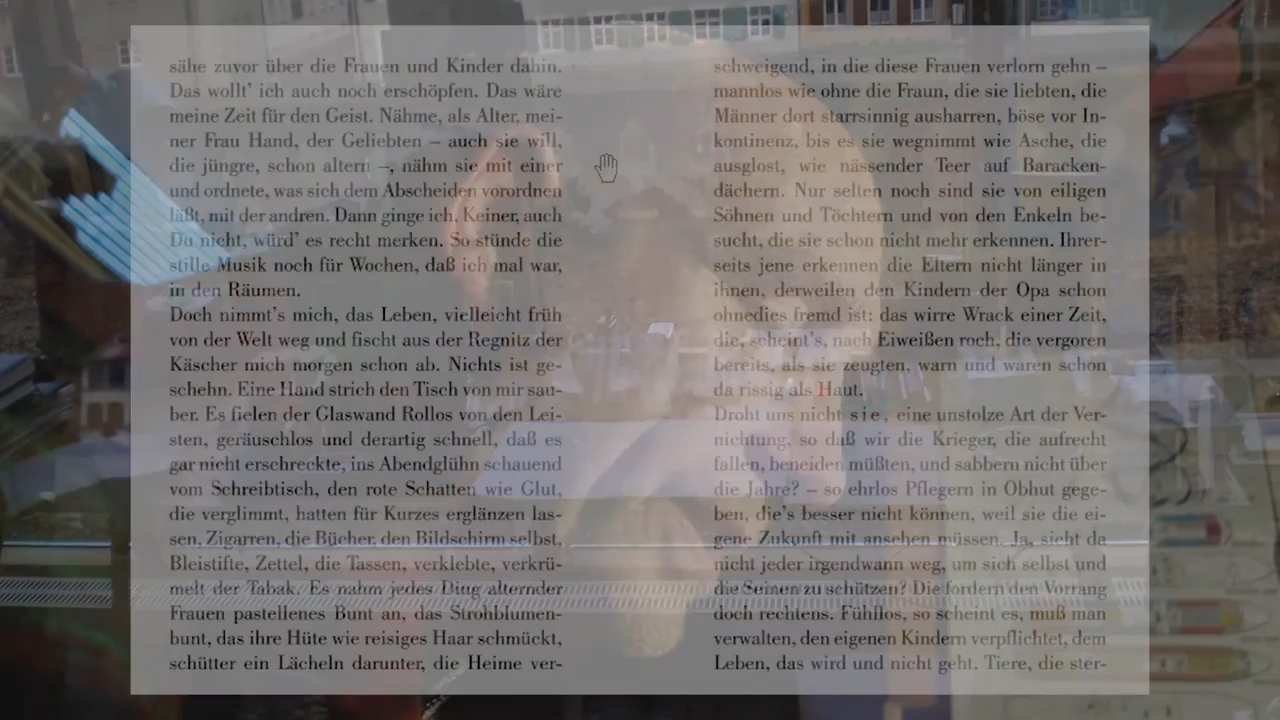 sähe zuvor über die Frauen und Kinder dahin.
Das wollt’ ich auch noch erschöpfen. Das wäre
meine Zeit für den Geist. Nähme, als Alter, mei-
ner Frau Hand, der Geliebten – auch sie will,
die jüngre, schon altern –, nähm sie mit einer
und ordnete, was sich dem Abscheiden vorordnen
läßt, mit der andren. Dann ginge ich. Keiner, auch
Du nicht, würd’ es recht merken. So stünde die
stille Musik noch für Wochen, daß ich mal war,
in den Räumen.
Doch nimmt’s mich, das Leben, vielleicht früh
von der Welt weg und fischt aus der Regnitz der
Käscher mich morgen schon ab. Nichts ist ge-
schehn. Eine Hand strich den Tisch von mir sau-
ber. Es fielen der Glaswand Rollos von den Lei-
sten, geräuschlos und derartig schnell, daß es
gar nicht erschreckte, ins Abendglühn schauend
vom Schreibtisch, den rote Schatten wie Glut,
die verglimmt, hatten für Kurzes erglänzen las-
sen, Zigarren, die Bücher, den Bildschirm selbst,
Bleistifte, Zettel, die Tassen, verklebte, verkrü-
melt der Tabak. Es nahm jedes Ding alternder
Frauen pastellenes Bunt an, das Strohblumen-
bunt, das ihre Hüte wie reisiges Haar schmückt,
schütter ein Lächeln darunter, die Heime ver-
schweigend, in die diese Frauen verlorn gehn –
mannlos wie ohne die Fraun, die sie liebten, die
Männer dort starrsinnig ausharren, böse vor In-
kontinenz, bis es sie wegnimmt wie Asche, die
ausglost, wie nässender Teer auf Baracken-
dächern. Nur selten noch sind sie von eiligen
Söhnen und Töchtern und von den Enkeln be-
sucht, die sie schon nicht mehr erkennen. Ihrer-
seits jene erkennen die Eltern nicht länger in
ihnen, derweilen den Kindern der Opa schon
ohnedies fremd ist: das wirre Wrack einer Zeit,
die, scheint’s, nach Eiweißen roch, die vergoren
bereits, als sie zeugten, warn und waren schon
da rissig als Haut.
Droht uns nicht sie, eine unstolze Art der Ver-
nichtung, so daß wir die Krieger, die aufrecht
fallen, beneiden müßten, und sabbern nicht über
die Jahre? – so ehrlos Pflegern in Obhut gege-
ben, die’s besser nicht können, weil sie die ei-
gene Zukunft mit ansehen müssen. Ja, sieht da
nicht jeder irgendwann weg, um sich selbst und
die Seinen zu schützen? Die fordern den Vorrang
doch rechtens. Fühllos, so scheint es, muß man
verwalten, den eigenen Kindern verpflichtet, dem
Leben, das wird und nicht geht. Tiere, die ster-